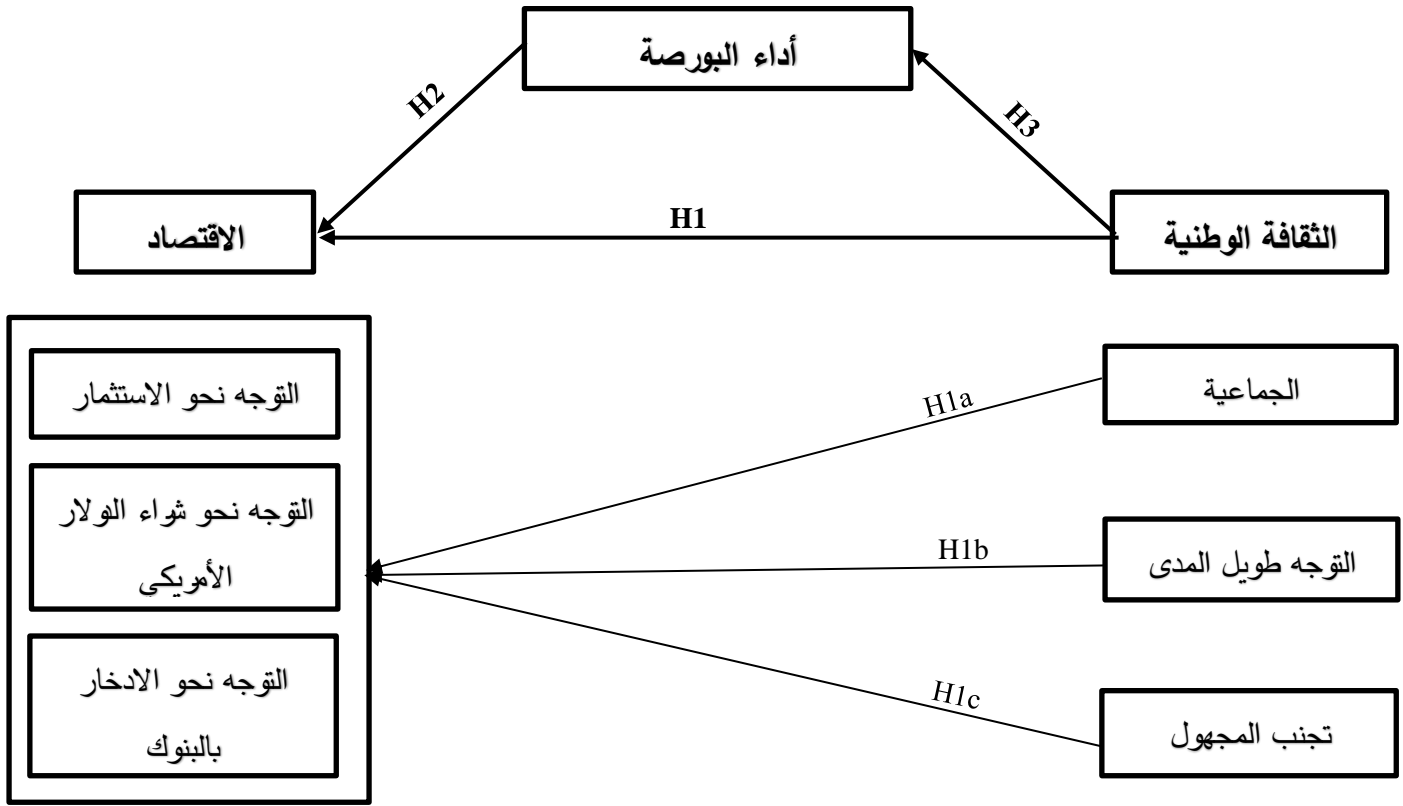 أداء البورصة
H2
H3
الثقافة الوطنية
H1
الاقتصاد
الجماعية
H1a
التوجه نحو الاستثمار
التوجه طويل المدى
H1b
التوجه نحو شراء الدولار
الأمريكي
تجنب المجهول
H1c
التوجه نحو الادخار
بالبنوك